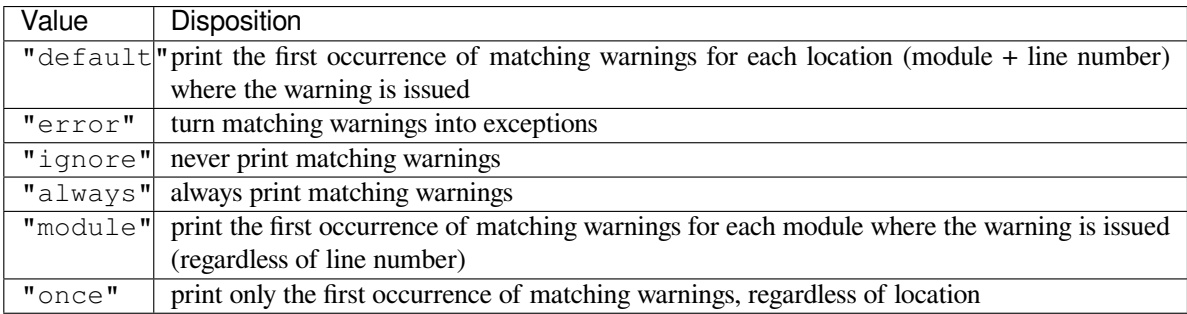 Value Disposition
"default" print the first occurrence of matching warnings for each location (module + line number)
where the warning is issued
"error" turn matching warnings into exceptions
"ignore" never print matching warnings
"always" always print matching warnings
"module" print the first occurrence of matching warnings for each module where the warning is issued
(regardless of line number)
"once" print only the first occurrence of matching warnings, regardless of location